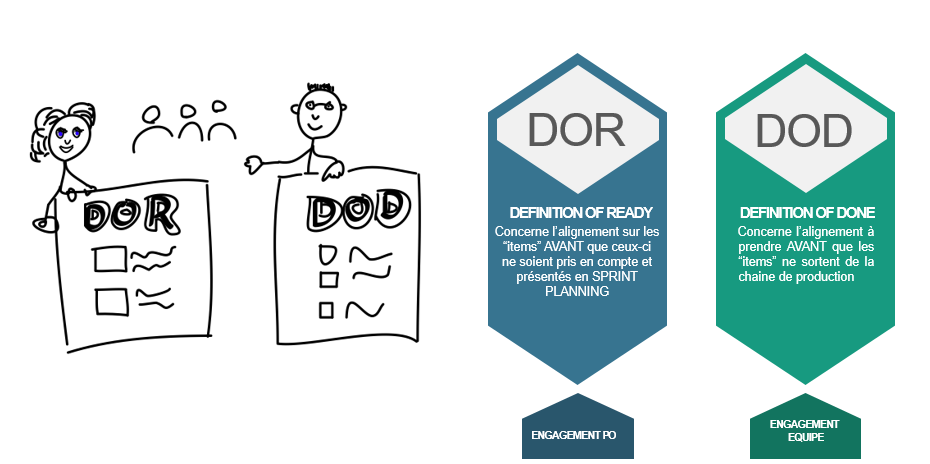 DOR
DOD
DOR
DEFINITION OF READY
Concerne l'alignement sur les
“items” AVANT que ceux-ci
ne soient pris en compte et
présentés en SPRINT
PLANNING
ENGAGEMENT PO
DOD
DEFINITION OF DONE
Concerne l'alignement à
prendre AVANT que les
“items” ne sortent de la
chaine de production
ENGAGEMENT
EQUIPE